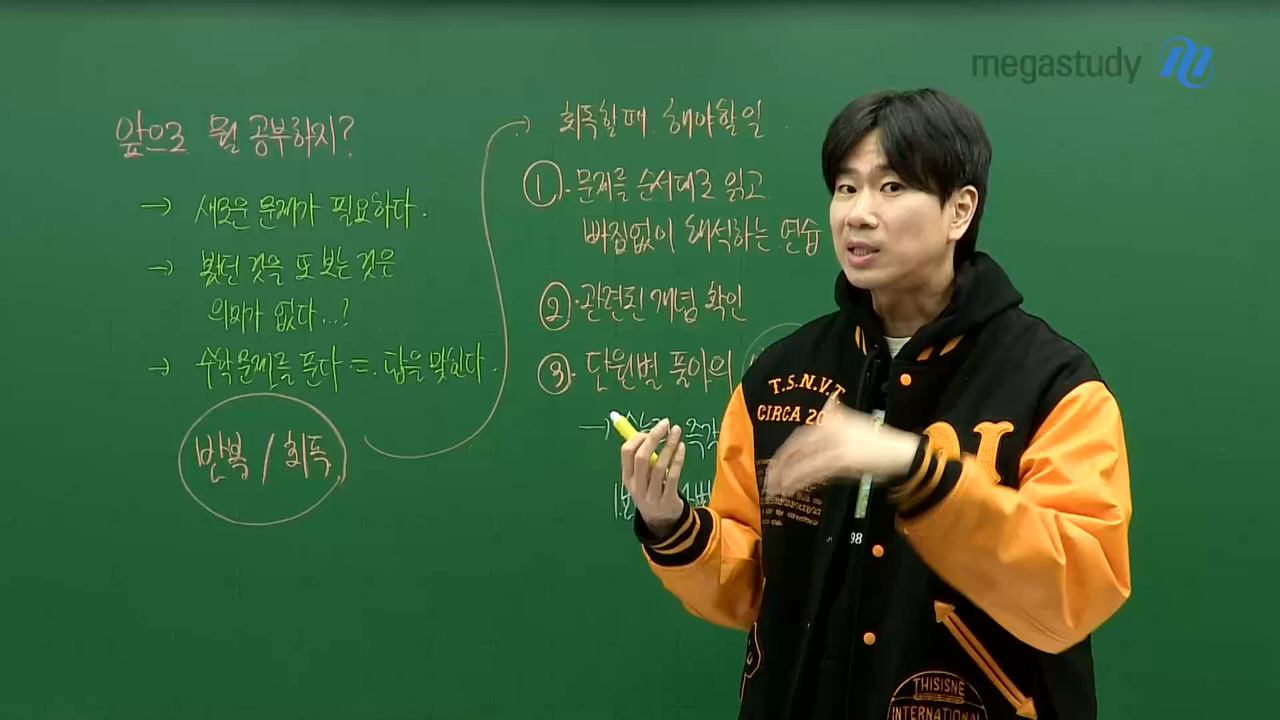 megastudy
앞으로 뭘 공부하지?
→ 새로운 문제가 필요하다.
→ 봤던 것을 또 보는 것은
의미가 없다...?
→ 수학문제를 푼다 = 답을 맞힌다.
반복 / 회독
회독할때 해야할일
①. 문제를 순서대로 읽고
빠짐없이 해석하는 연습
②. 관련된 개념 확인
③. 단원별 풀이의
→ 즉각
T.S.N.V.T
CIRCA 20
98
THISISNE
INTERNATIONAL